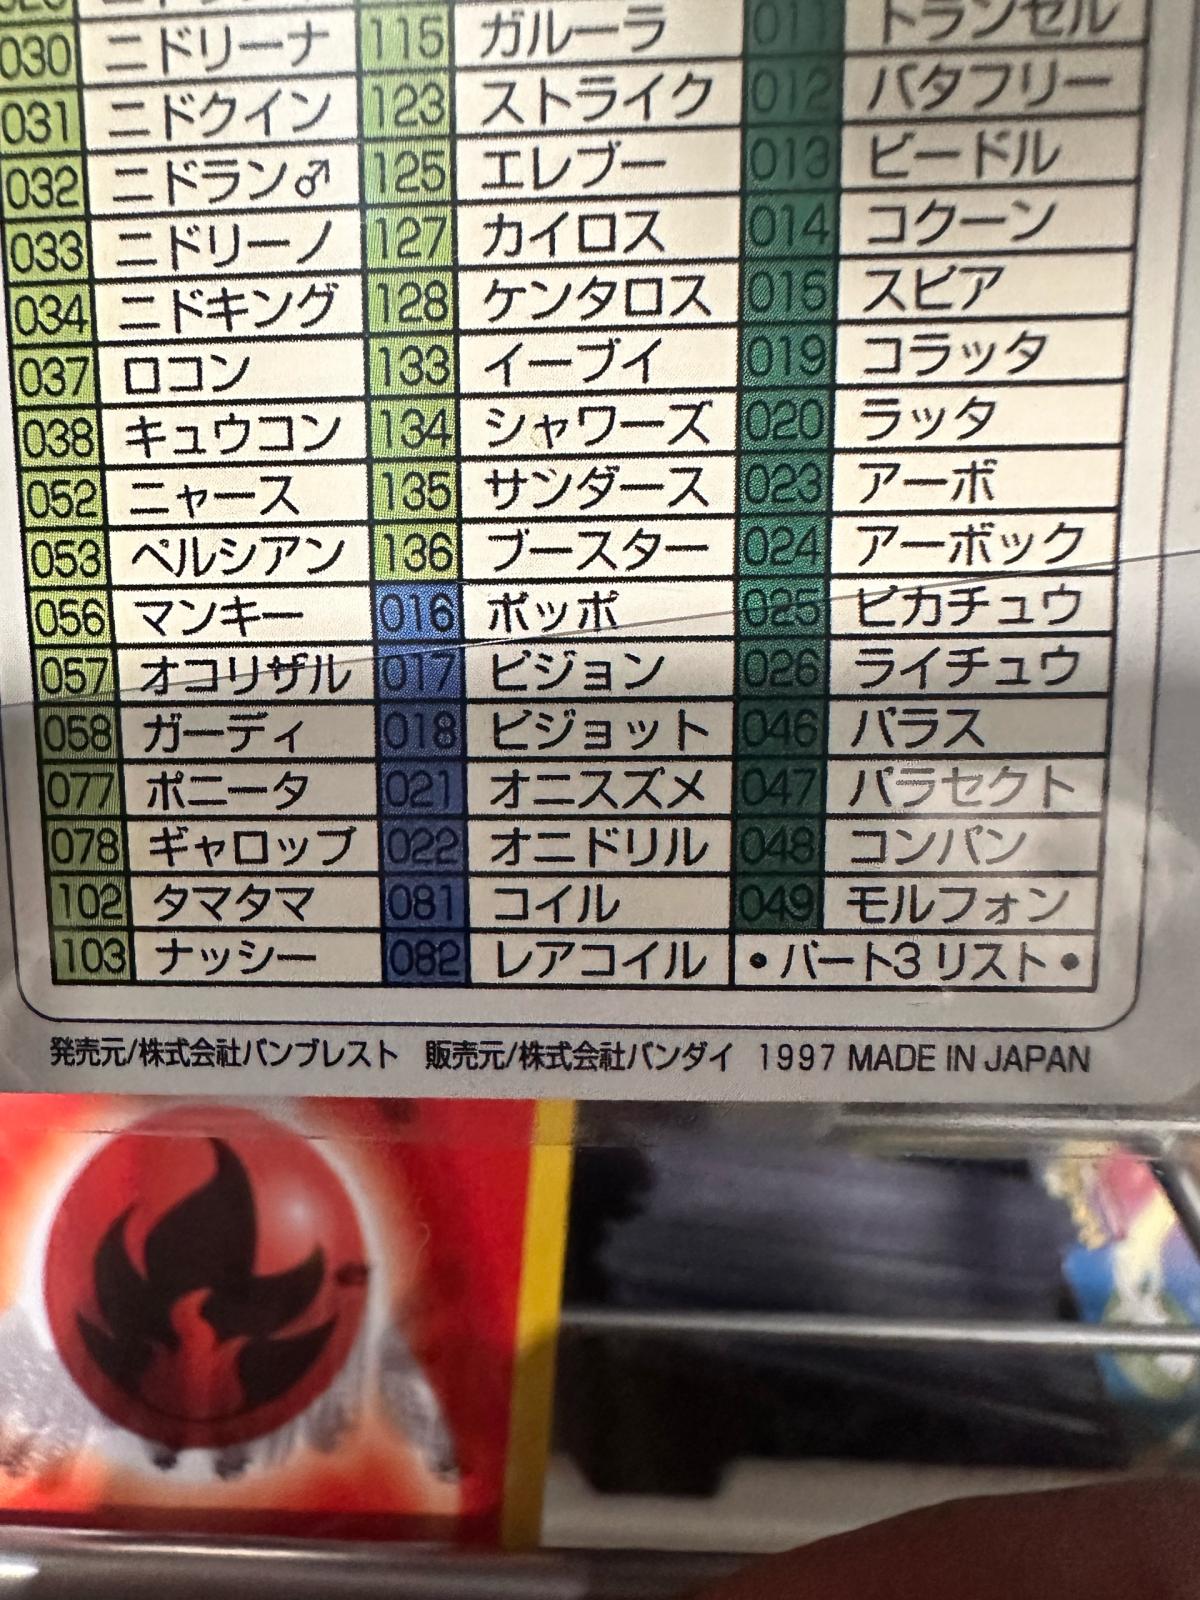 030 ニドリーナ 115 ガルーラ 011 トランセル
031 ニドクイン 123 ストライク 012 バタフリー
032 ニドラン♂ 125 エレブー 013 ビードル
033 ニドリーノ 127 カイロス 014 コクーン
034 ニドキング 128 ケンタロス 015 スピアー
037 ロコン 133 イーブイ 019 コラッタ
038 キュウコン 134 シャワーズ 020 ラッタ
052 ニャース 135 サンダース 023 アーボ
053 ペルシアン 136 ブースター 024 アーボック
056 マンキー 016 ポッポ 025 ピカチュウ
057 オコリザル 017 ピジョン 026 ライチュウ
058 ガーディ 018 ピジョット 046 パラス
077 ポニータ 021 オニスズメ 047 パラセクト
078 ギャロップ 022 オニドリル 048 コンパン
102 タマタマ 081 コイル 049 モルフォン
103 ナッシー 082 レアコイル •パート3 リスト•
発売元/株式会社バンプレスト 販売元/株式会社バンダイ 1997 MADE IN JAPAN